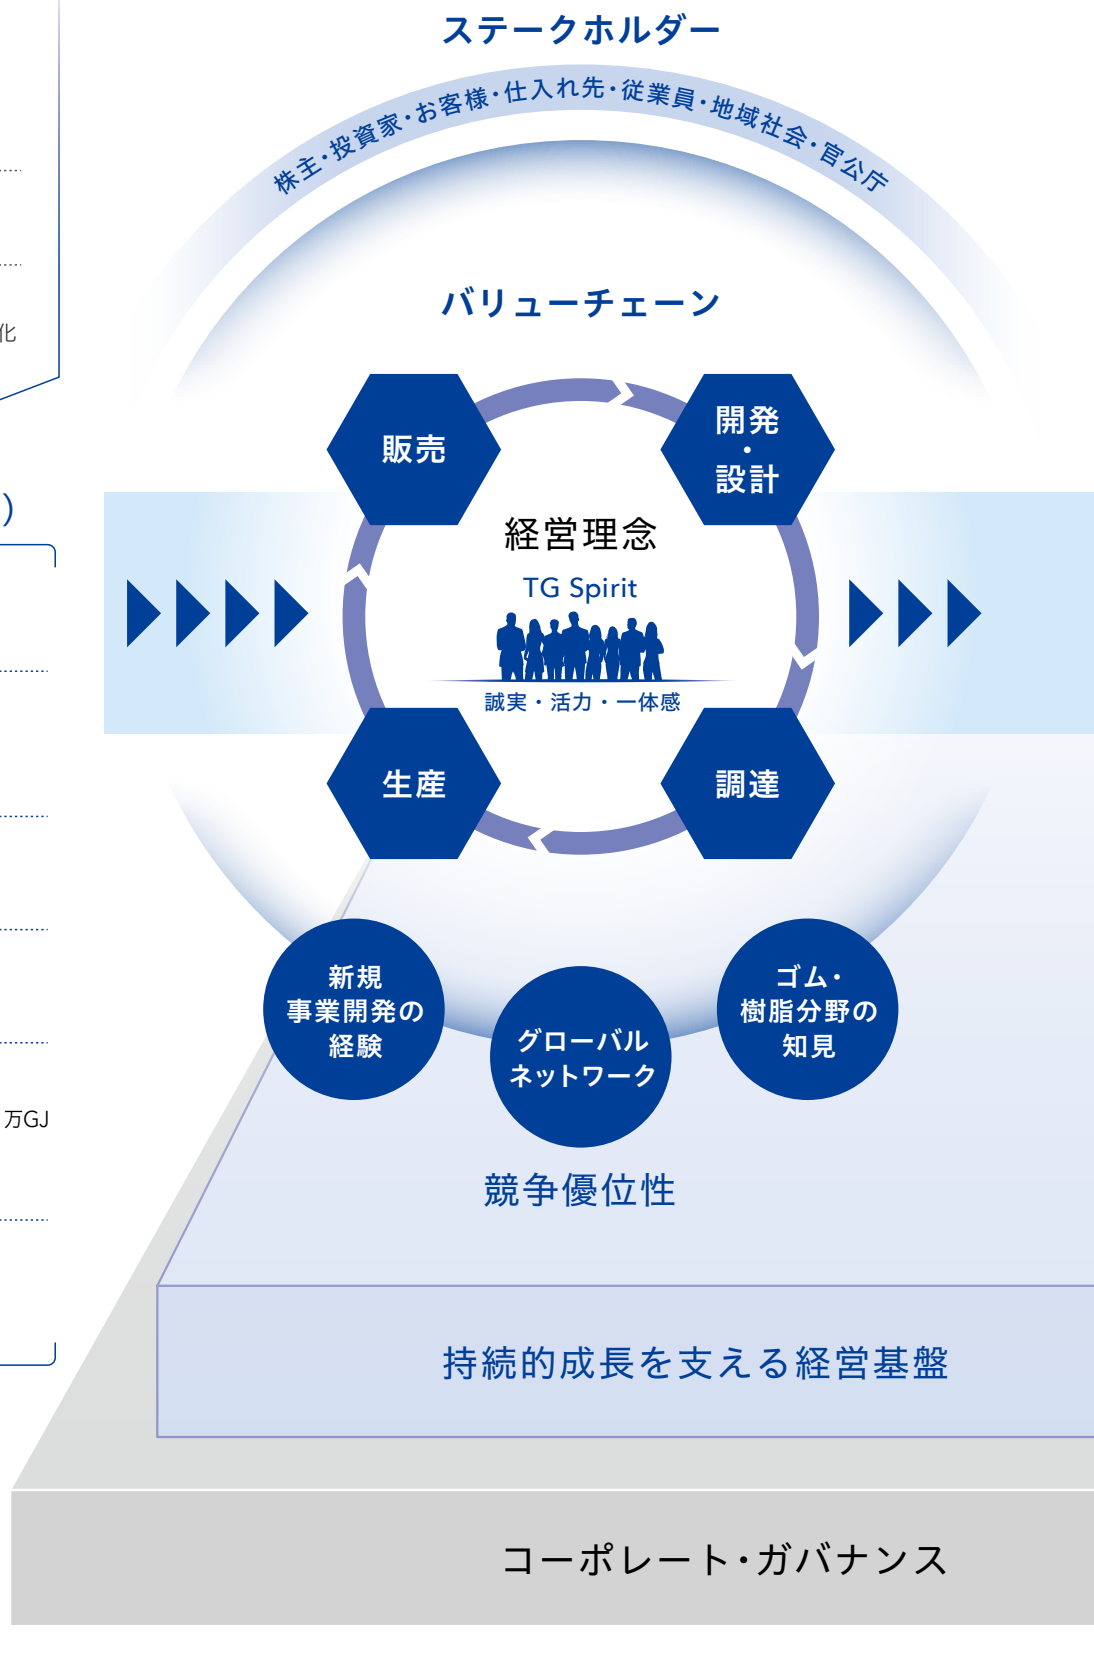 ステークホルダー
株主・投資家・お客様・仕入れ先・従業員・地域社会・官公庁
バリューチェーン
化
販売
開発
・
設計
)
経営理念
TG Spirit
誠実・活力・一体感
生産
調達
新規
事業開発の
経験
グローバル
ネットワーク
ゴム・
樹脂分野の
知見
万GJ
競争優位性
持続的成長を支える経営基盤
コーポレート・ガバナンス